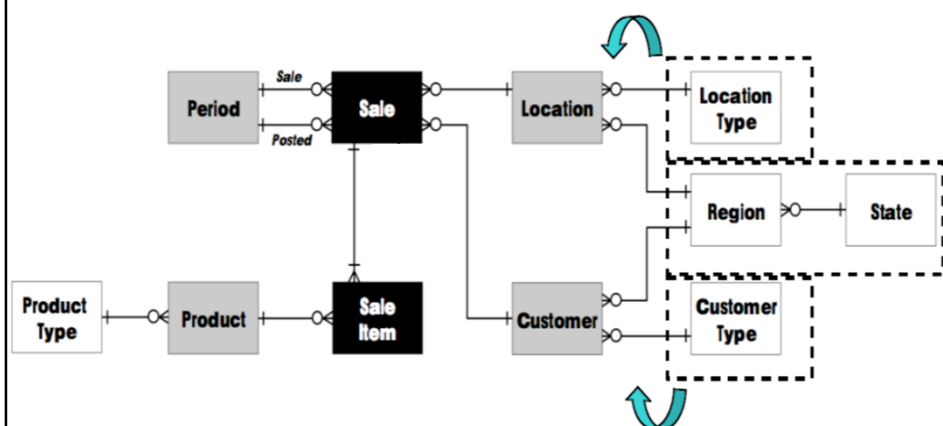 Sale
Period
Sale
Posted
Location
Location
Type
Region
State
Product
Type
Product
Sale
Item
Customer
Customer
Type